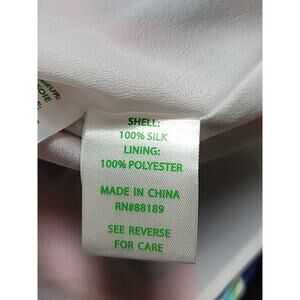 SHELL:
100% SILK
LINING:
100% POLYESTER
MADE IN CHINA
RN#88189
SEE REVERSE
FOR CARE